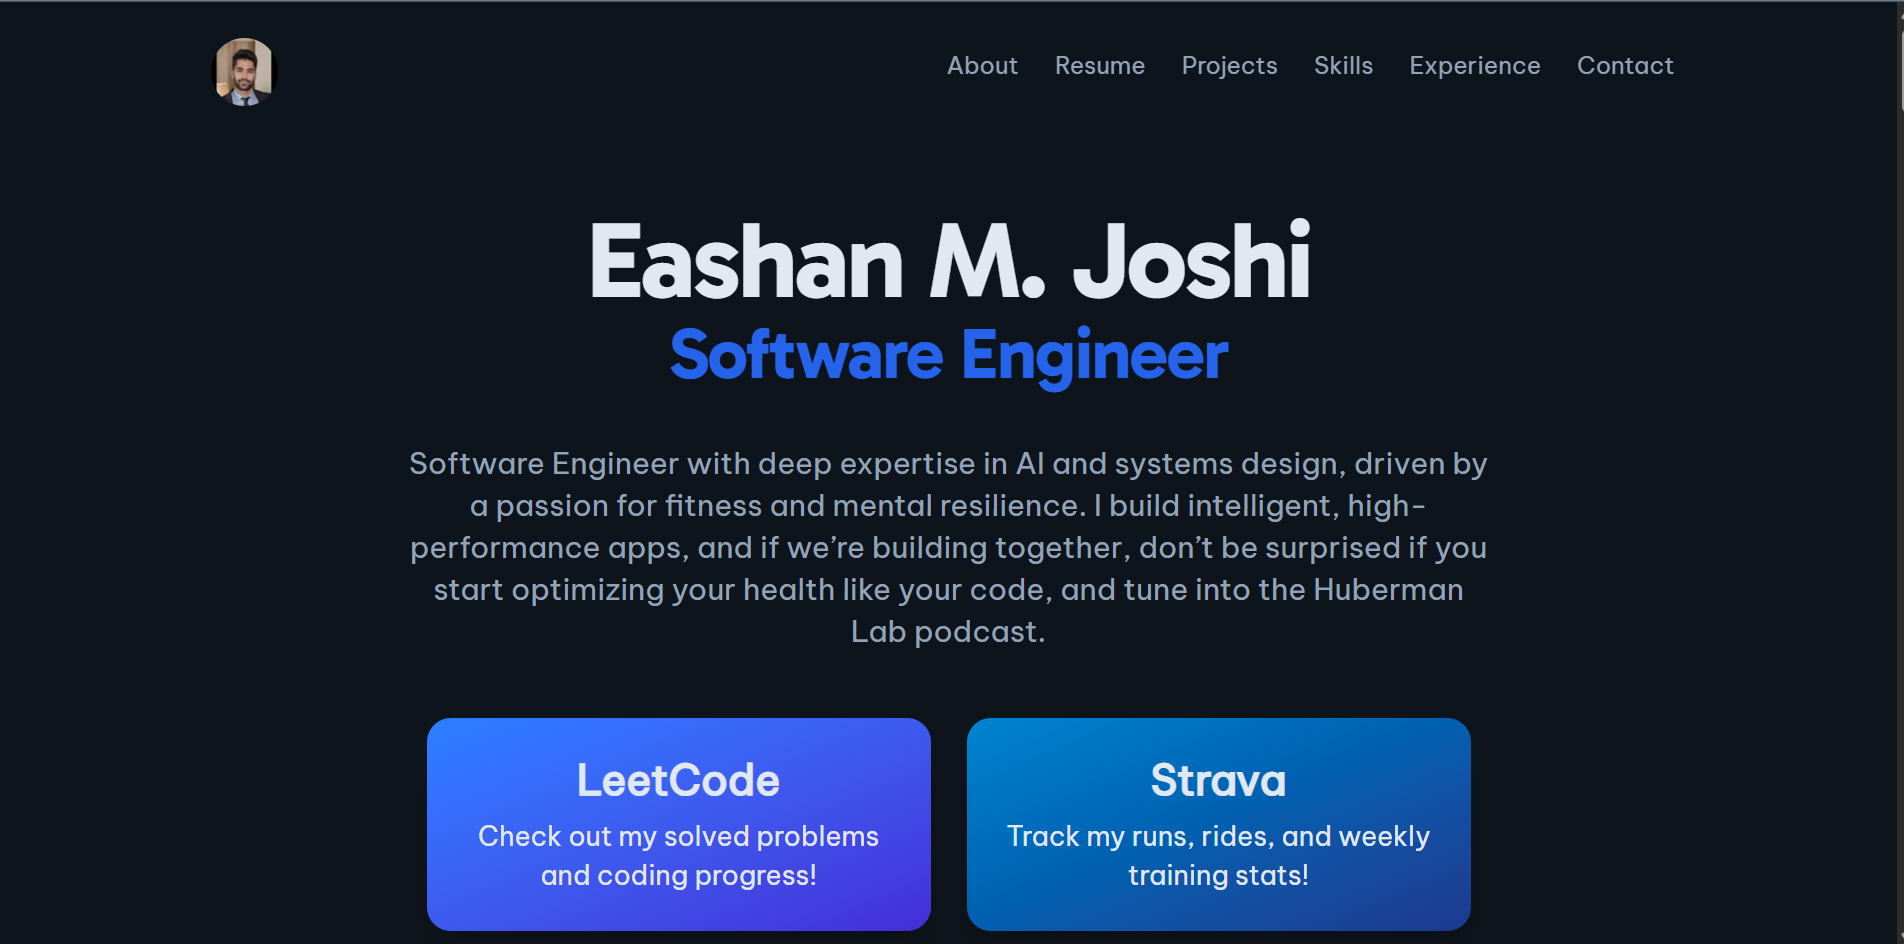 About Resume Projects Skills Experience Contact
Eashan M. Joshi
Software Engineer
Software Engineer with deep expertise in AI and systems design, driven by
a passion for fitness and mental resilience. I build intelligent, high-
performance apps, and if we’re building together, don’t be surprised if you
start optimizing your health like your code, and tune into the Huberman
Lab podcast.
LeetCode
Check out my solved problems
and coding progress!
Strava
Track my runs, rides, and weekly
training stats!